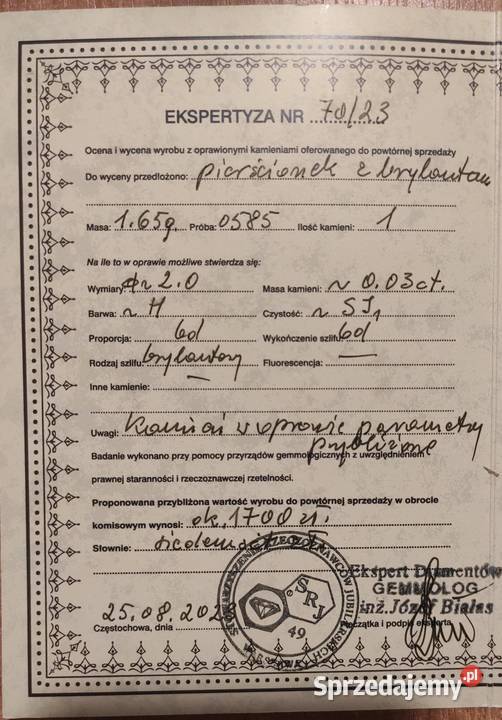 EKSPERTYZA NR 70/23
Ocena i wycena wyrobu z oprawionymi kamieniami oferowanego do powtórnej sprzedaży
Do wyceny przedłożono: pierścionek z brylantem
Masa: 1.65g. Próba: 0585 Ilość kamieni: 1
Na ile to w oprawie możliwe stwierdza się:
Wymiary: 2.0 Masa kamieni: ~ 0.03ct.
Barwa: ~ H Czystość: ~ SI1
Proporcja: bd Wykończenie szlifu: bd
Rodzaj szlifu: brylantowy Fluorescencja: —
Inne kamienie: —
Uwagi: Kamień w oprawie parametry
przybliżone
Badanie wykonano przy pomocy przyrządów gemmologicznych z uwzględnieniem
prawnej staranności i rzeczoznawczej rzetelności.
Proponowana przybliżona wartość wyrobu do powtórnej sprzedaży w obrocie
komisowym wynosi: ok. 1700 zł.
Słownie:
STOWARZYSZENIE RZECZOZNAWCÓW JUBILERSKICH
SRJ
49
Ekspert Diamentów
GEMMOLOG
inż. Józef Białas
Częstochowa, dnia 25.08.202
Pieczątka i podpis eksperta
Sprzedajemy.pl